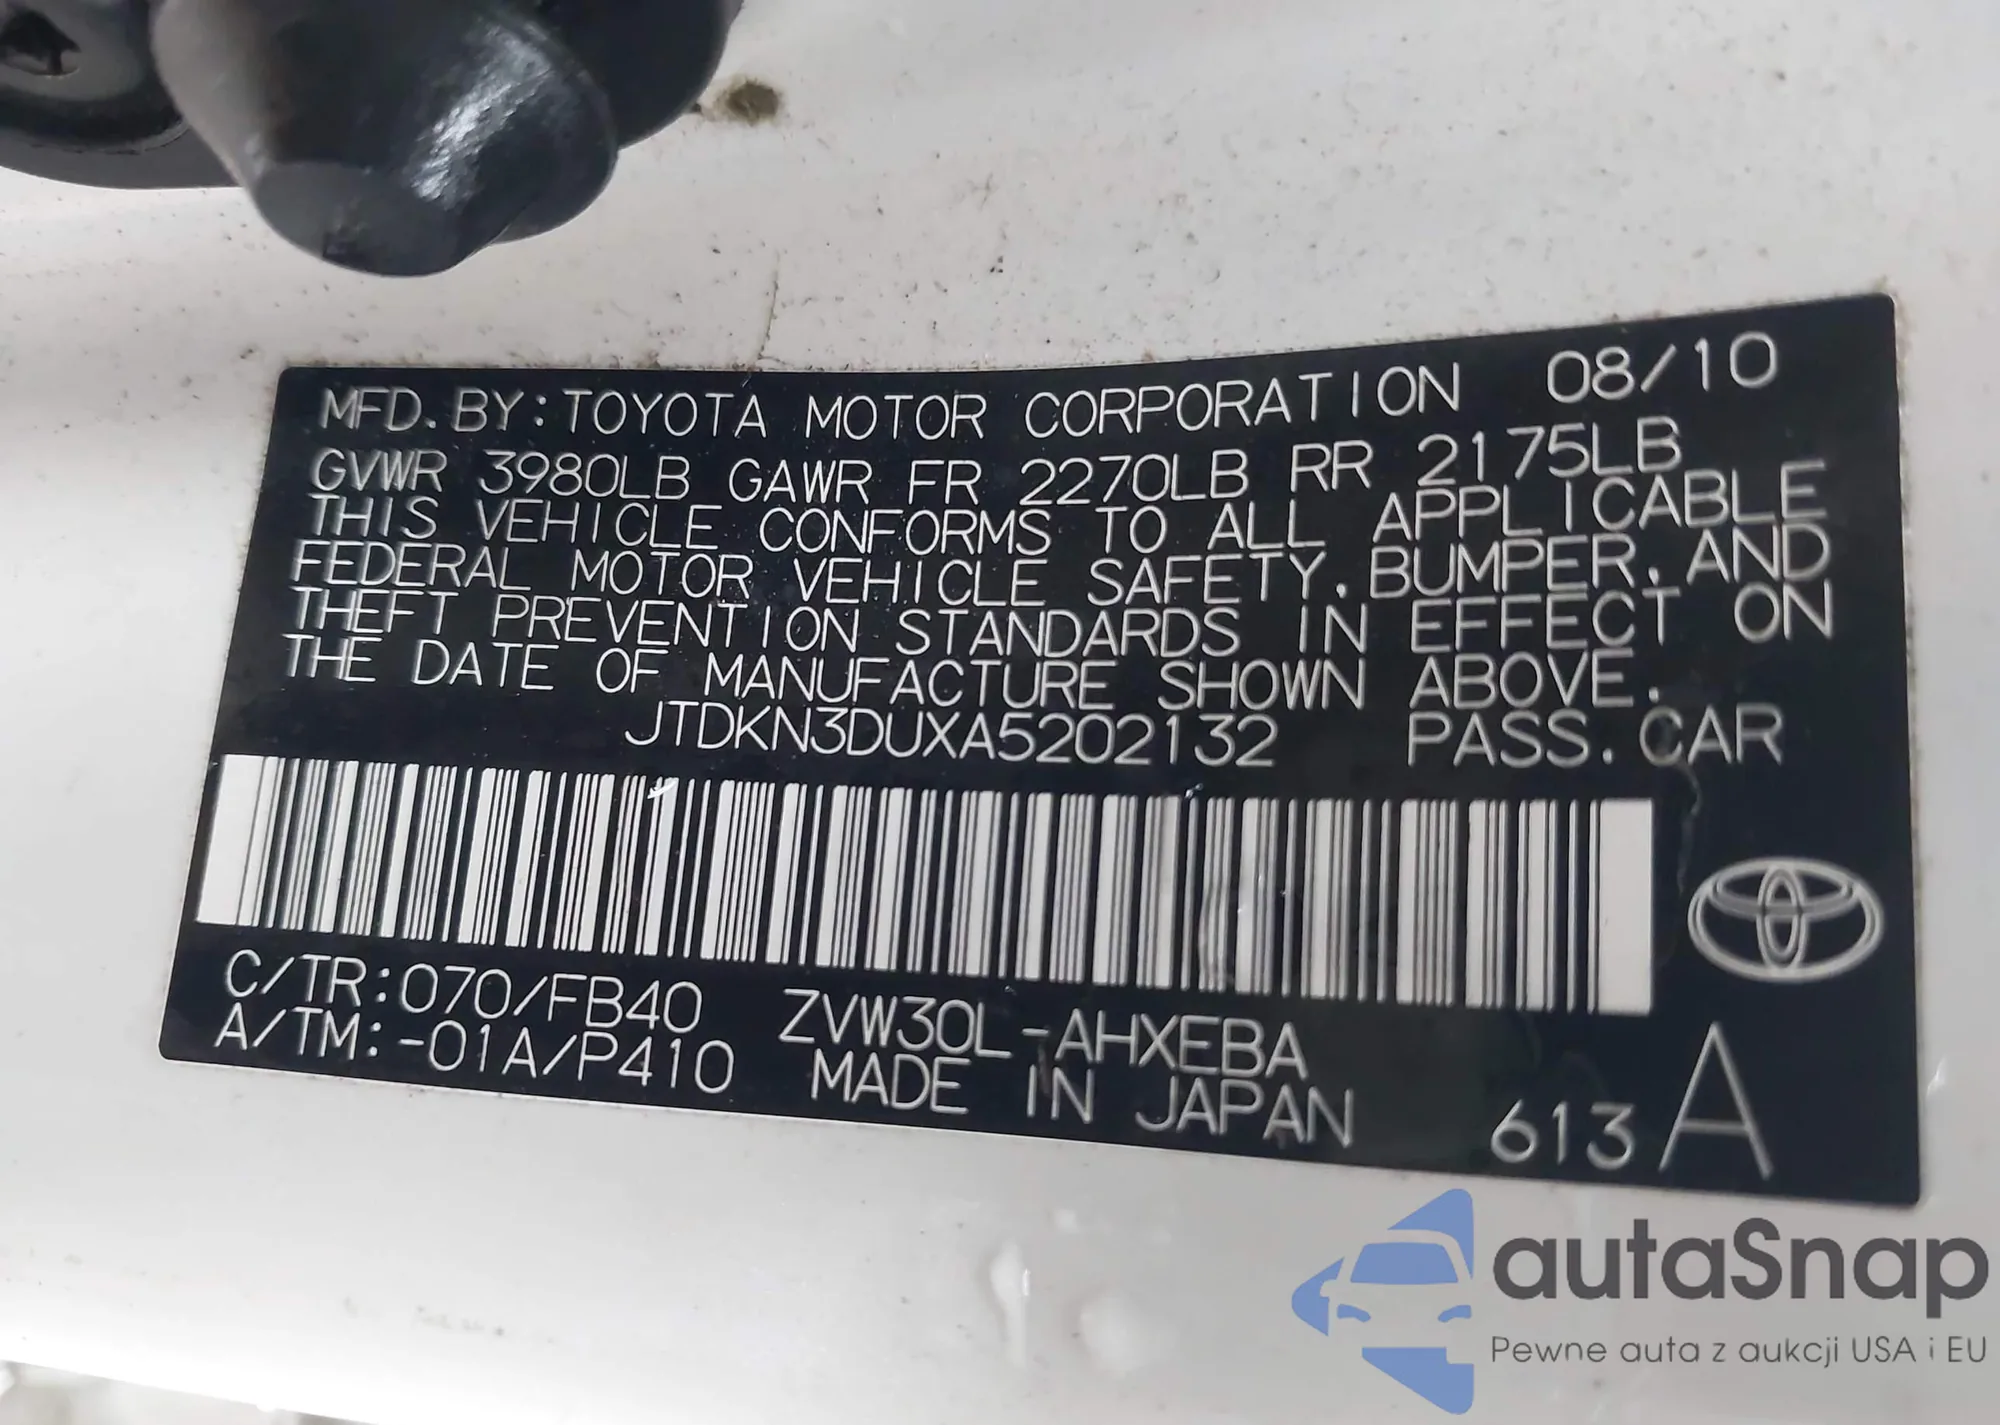 MFD. BY: TOYOTA MOTOR CORPORATION 08/10
GVWR 3980LB GAWR FR 2270LB RR 2175LB
THIS VEHICLE CONFORMS TO ALL APPLICABLE
FEDERAL MOTOR VEHICLE SAFETY, BUMPER, AND
THEFT PREVENTION STANDARDS IN EFFECT ON
THE DATE OF MANUFACTURE SHOWN ABOVE.
JTDKN3DUXA5202132 PASS. CAR
C/TR: 070/FB40 ZVW30L-AHXEBA
A/TM: -01A/P410 MADE IN JAPAN 613 A
autaSnap
Pewne auta z aukcji USA i EU